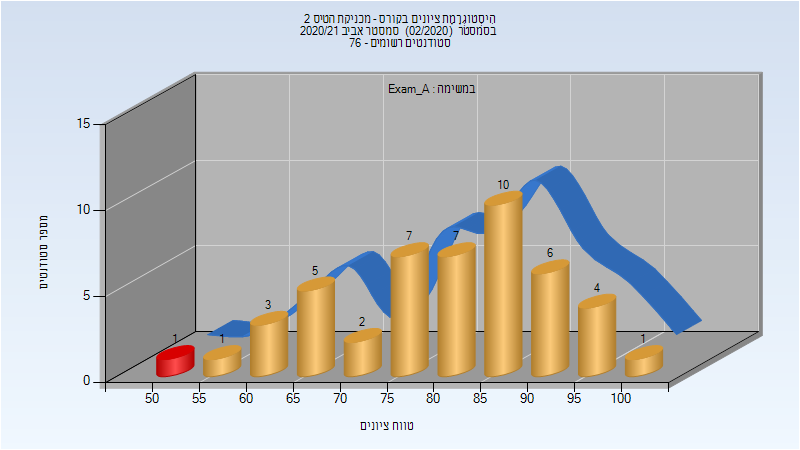 היסטוגרמת ציונים בקורס - מכניקת הטיס 2
בסמסטר (02/2020) סמסטר אביב 2020/21
סטודנטים רשומים - 76
במשימה : Exam_A
מספר סטודנטים
15
10
5
0
1
1
3
5
2
7
7
10
6
4
1
50 55 60 65 70 75 80 85 90 95 100
טווח ציונים